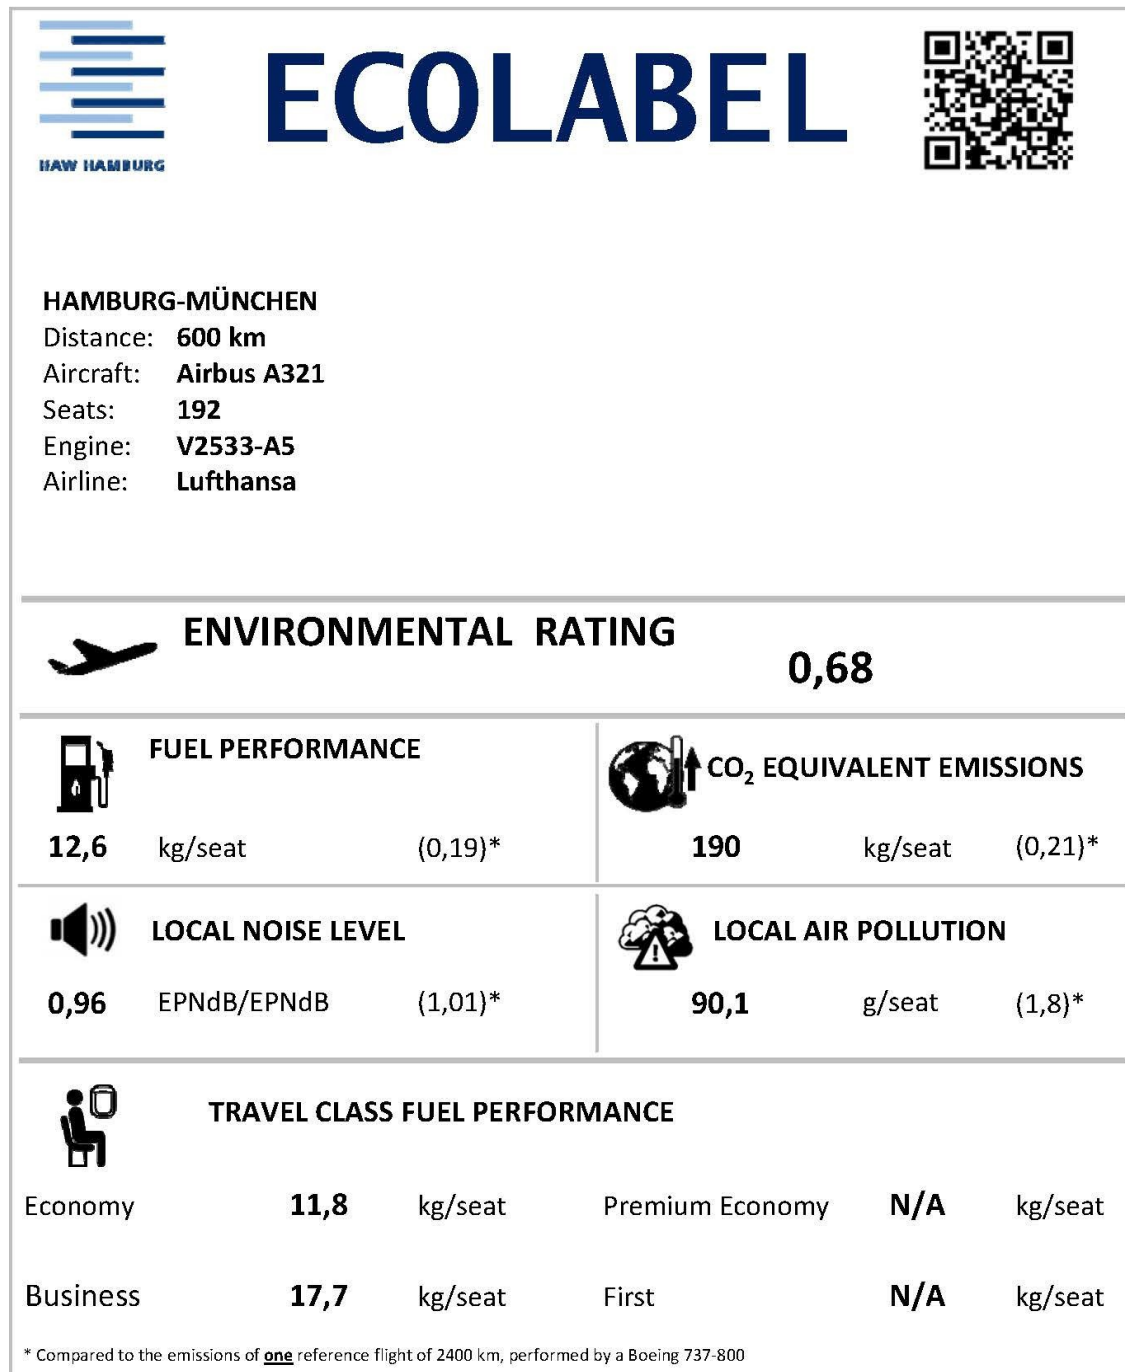 ECOLABEL
HAW HAMBURG
HAMBURG-MÜNCHEN
Distance: 600 km
Aircraft: Airbus A321
Seats: 192
Engine: V2533-A5
Airline: Lufthansa
ENVIRONMENTAL RATING
0,68
FUEL PERFORMANCE
12,6 kg/seat (0,19)*
CO₂ EQUIVALENT EMISSIONS
190 kg/seat (0,21)*
LOCAL NOISE LEVEL
0,96 EPNdB/EPNdB (1,01)*
LOCAL AIR POLLUTION
90,1 g/seat (1,8)*
TRAVEL CLASS FUEL PERFORMANCE
Economy 11,8 kg/seat Premium Economy N/A kg/seat
Business 17,7 kg/seat First N/A kg/seat
* Compared to the emissions of one reference flight of 2400 km, performed by a Boeing 737-800